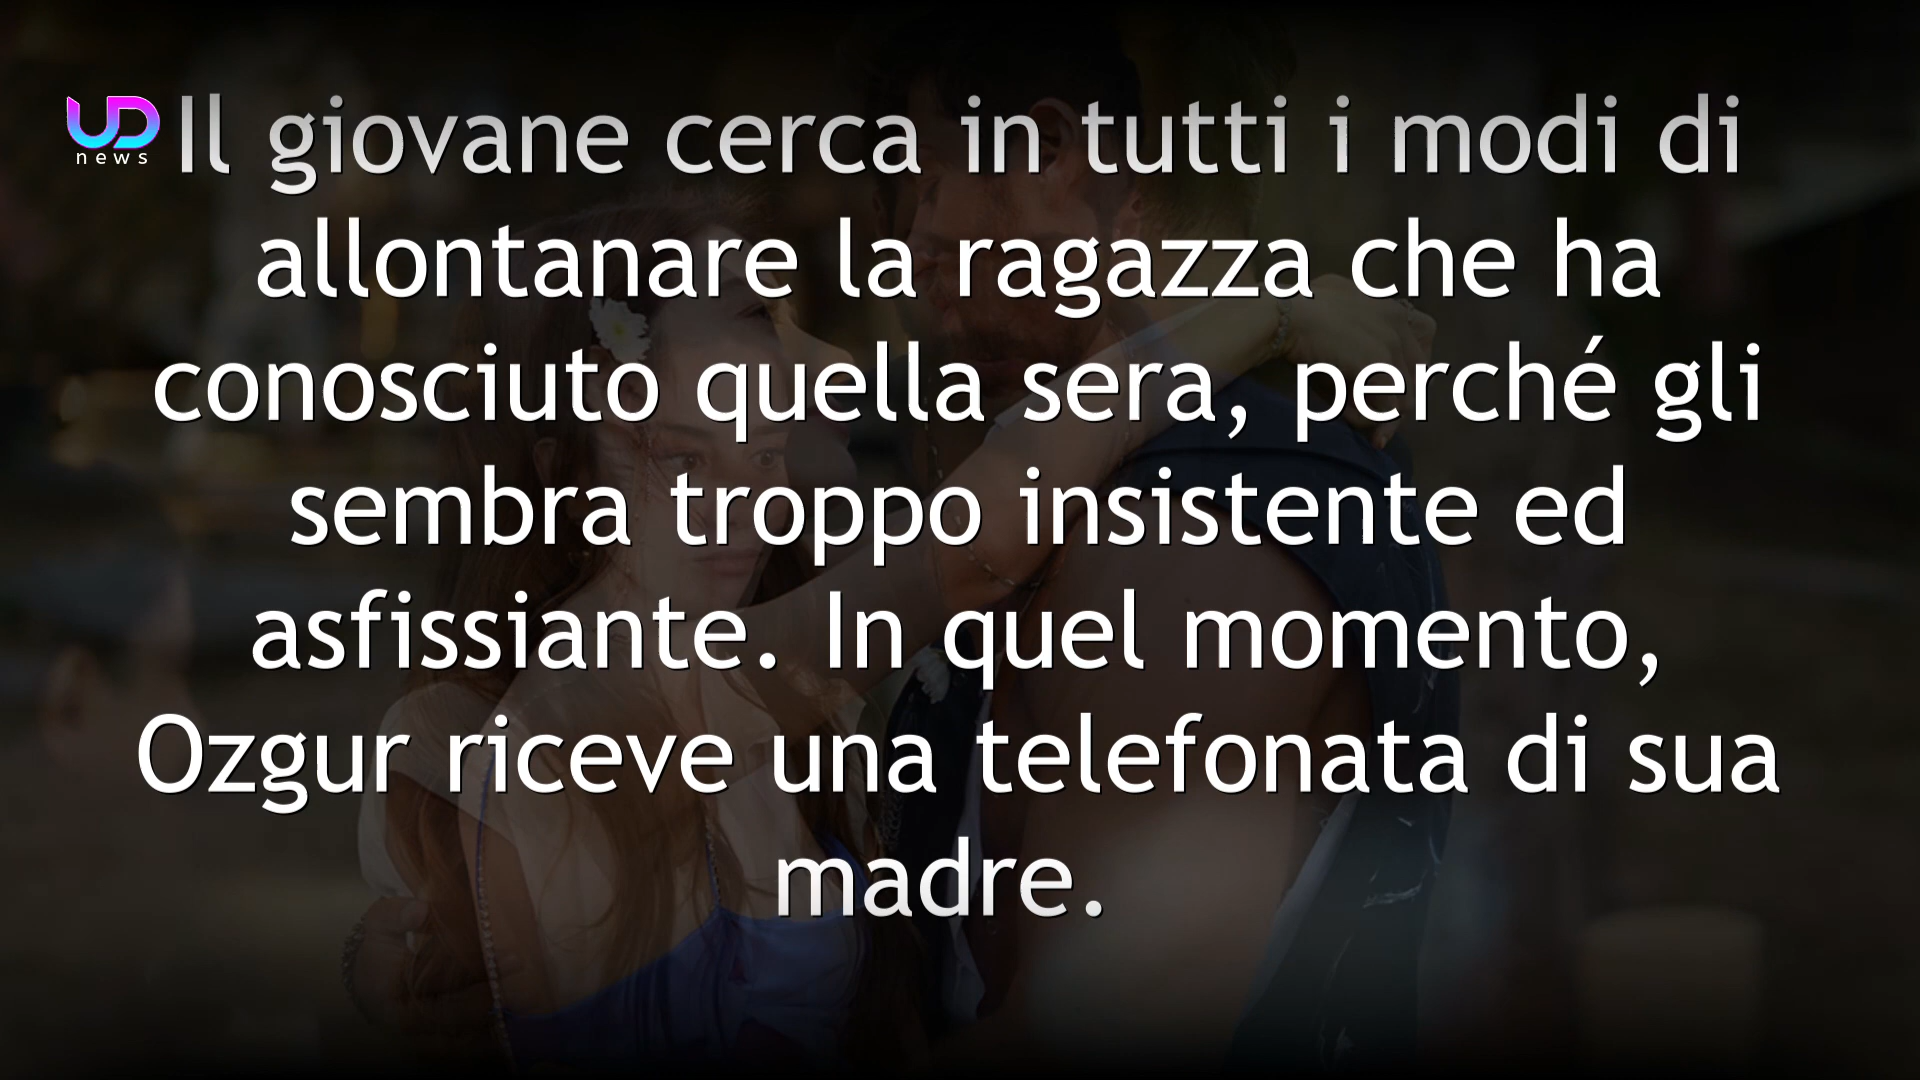 UD
news
Il giovane cerca in tutti i modi di
allontanare la ragazza che ha
conosciuto quella sera, perché gli
sembra troppo insistente ed
asfissiante. In quel momento,
Ozgur riceve una telefonata di sua
madre.